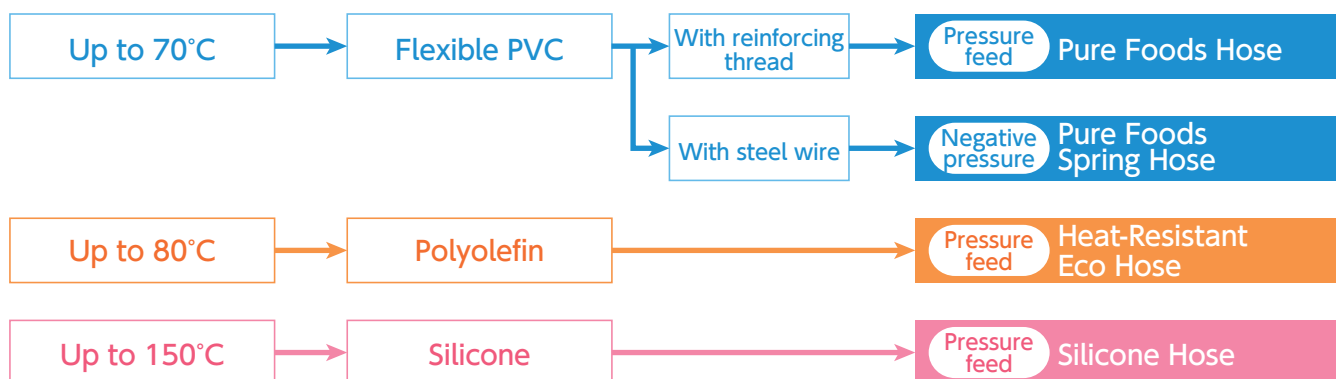 Up to 70°C
Flexible PVC
With reinforcing
thread
Pressure
feed
Pure Foods Hose
With steel wire
Negative
pressure
Pure Foods
Spring Hose
Up to 80°C
Polyolefin
Pressure
feed
Heat-Resistant
Eco Hose
Up to 150°C
Silicone
Pressure
feed
Silicone Hose